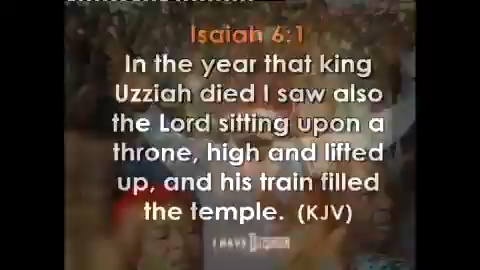 Isaiah 6:1
In the year that king
Uzziah died I saw also
the Lord sitting upon a
throne, high and lifted
up, and his train filled
the temple. (KJV)
I HAVE